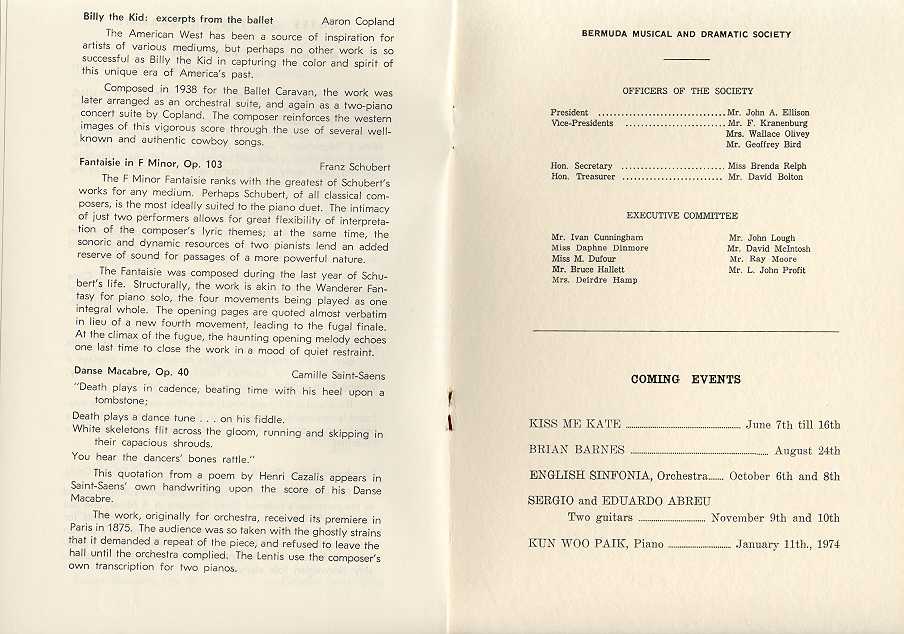 Billy the Kid: excerpts from the ballet Aaron Copland
The American West has been a source of inspiration for
artists of various mediums, but perhaps no other work is so
successful as Billy the Kid in capturing the color and spirit of
this unique era of America's past.
Composed in 1938 for the Ballet Caravan, the work was
later arranged as an orchestral suite, and again as a two-piano
concert suite by Copland. The composer reinforces the western
images of this vigorous score through the use of several well-
known and authentic cowboy songs.
Fantaisie in F Minor, Op. 103 Franz Schubert
The F Minor Fantaisie ranks with the greatest of Schubert's
works for any medium. Perhaps Schubert, of all classical com-
posers, is the most ideally suited to the piano duet. The intimacy
of just two performers allows for great flexibility of interpreta-
tion of the composer's lyric themes; at the same time, the
sonoric and dynamic resources of two pianists lend an added
reserve of sound for passages of a more powerful nature.
The Fantaisie was composed during the last year of Schu-
bert's life. Structurally, the work is akin to the Wanderer Fan-
tasy for piano solo, the four movements being played as one
integral whole. The opening pages are quoted almost verbatim
in lieu of a new fourth movement, leading to the fugal finale.
At the climax of the fugue, the haunting opening melody echoes
one last time to close the work in a mood of quiet restraint.
Danse Macabre, Op. 40 Camille Saint-Saens
"Death plays in cadence, beating time with his heel upon a
tombstone;
Death plays a dance tune . . . on his fiddle.
White skeletons flit across the gloom, running and skipping in
their capacious shrouds.
You hear the dancers' bones rattle."
This quotation from a poem by Henri Cazalis appears in
Saint-Saens' own handwriting upon the score of his Danse
Macabre.
The work, originally for orchestra, received its premiere in
Paris in 1875. The audience was so taken with the ghostly strains
that it demanded a repeat of the piece, and refused to leave the
hall until the orchestra complied. The Lentis use the composer's
own transcription for two pianos.
BERMUDA MUSICAL AND DRAMATIC SOCIETY
OFFICERS OF THE SOCIETY
President .............................. Mr. John A. Ellison
Vice-Presidents ........................ Mr. F. Kranenburg
Mrs. Wallace Olivey
Mr. Geoffrey Bird
Hon. Secretary ........................ Miss Brenda Relph
Hon. Treasurer ........................ Mr. David Bolton
EXECUTIVE COMMITTEE
Mr. Ivan Cunningham Mr. John Lough
Miss Daphne Dinmore Mr. David McIntosh
Miss M. Dufour Mr. Ray Moore
Mr. Bruce Hallett Mr. L. John Profit
Mrs. Deirdre Hamp
COMING EVENTS
KISS ME KATE ........................ June 7th till 16th
BRIAN BARNES ........................ August 24th
ENGLISH SINFONIA, Orchestra...... October 6th and 8th
SERGIO and EDUARDO ABREU
Two guitars ........................ November 9th and 10th
KUN WOO PAIK, Piano ........................ January 11th., 1974